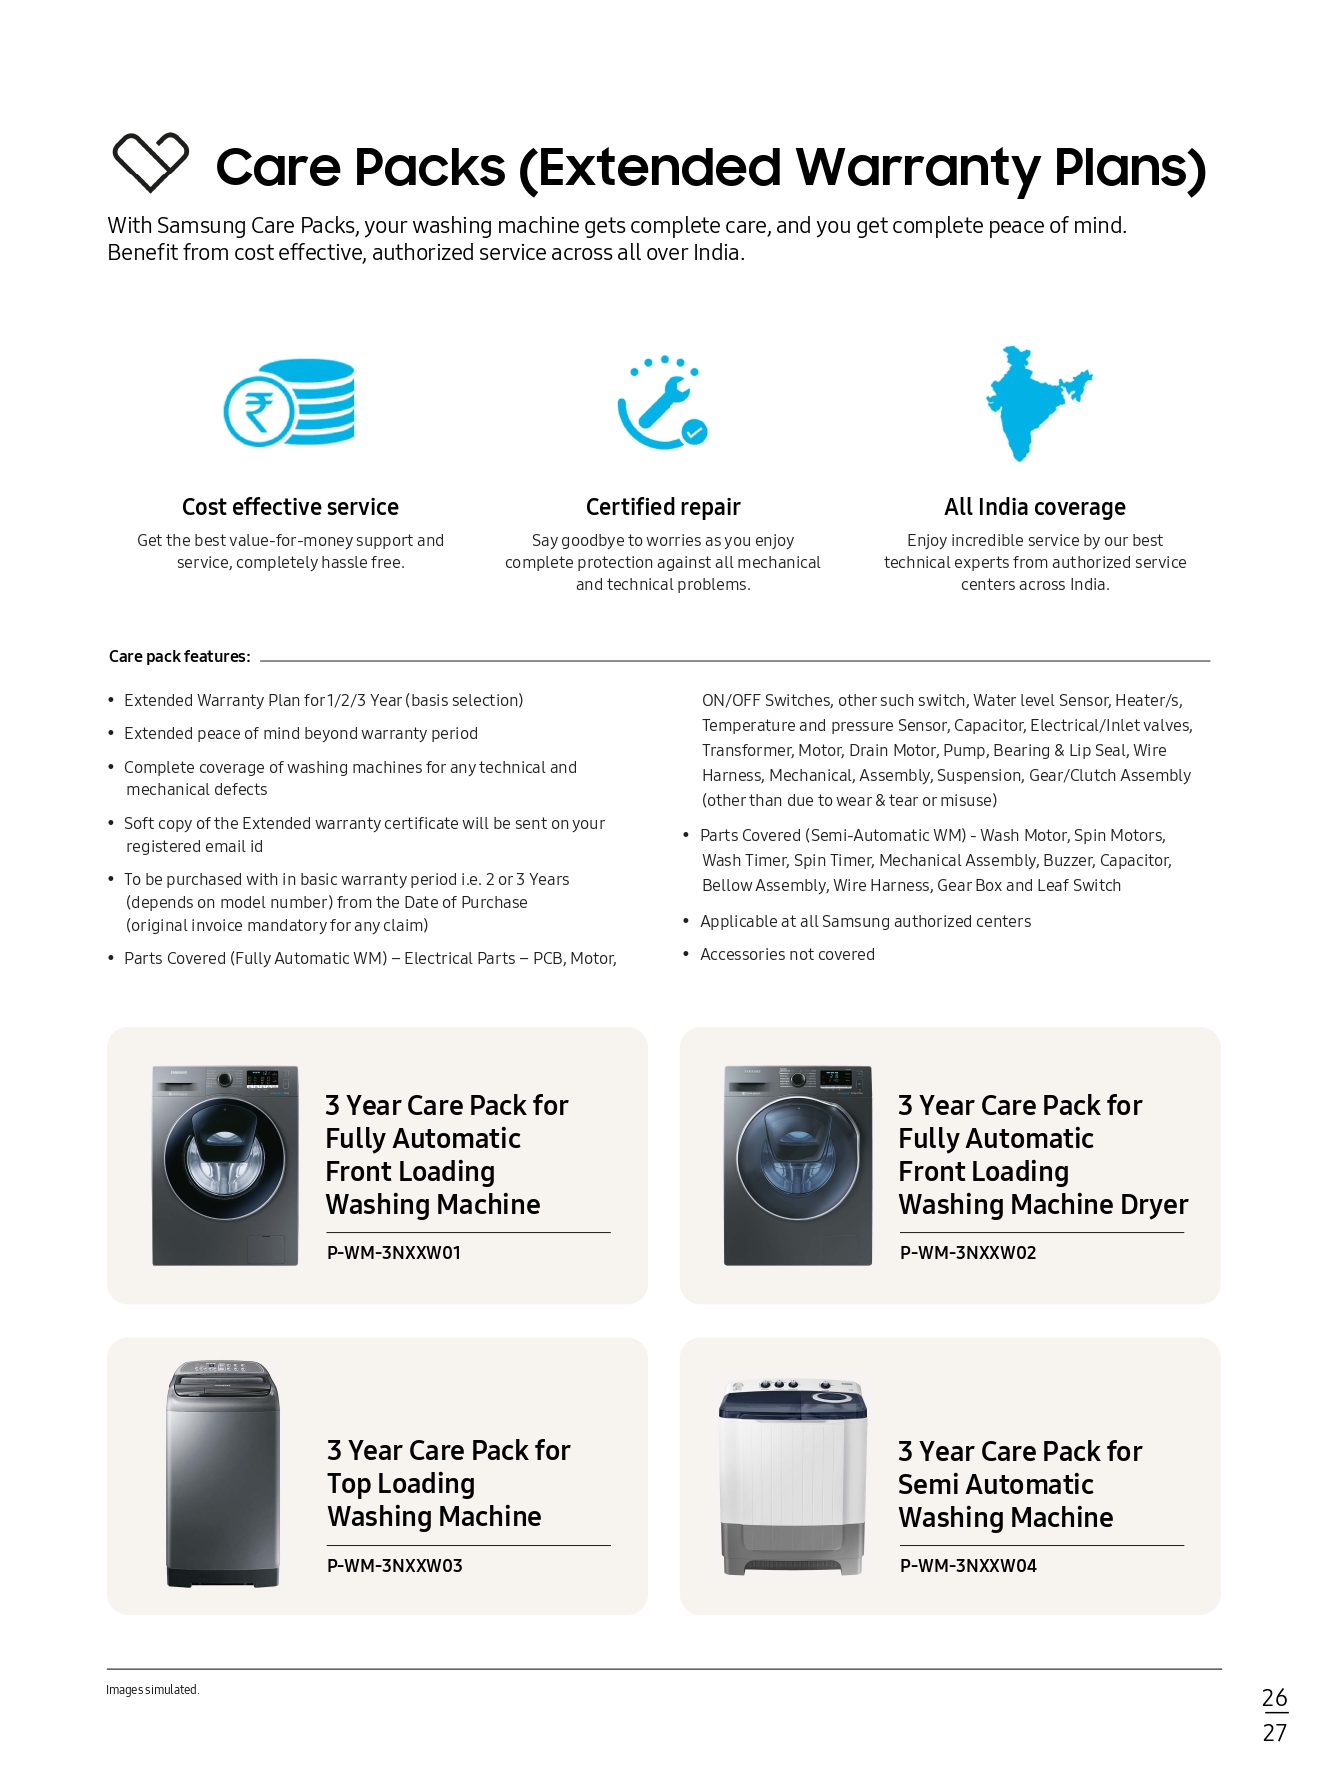 Care Packs (Extended Warranty Plans)
With Samsung Care Packs, your washing machine gets complete care, and you get complete peace of mind.
Benefit from cost effective, authorized service across all over India.
₹
Cost effective service
Get the best value-for-money support and
service, completely hassle free.
Certified repair
Say goodbye to worries as you enjoy
complete protection against all mechanical
and technical problems.
All India coverage
Enjoy incredible service by our best
technical experts from authorized service
centers across India.
Care pack features:
• Extended Warranty Plan for 1/2/3 Year (basis selection)
• Extended peace of mind beyond warranty period
• Complete coverage of washing machines for any technical and
mechanical defects
• Soft copy of the Extended warranty certificate will be sent on your
registered email id
• To be purchased with in basic warranty period i.e. 2 or 3 Years
(depends on model number) from the Date of Purchase
(original invoice mandatory for any claim)
• Parts Covered (Fully Automatic WM) – Electrical Parts – PCB, Motor,
ON/OFF Switches, other such switch, Water level Sensor, Heater/s,
Temperature and pressure Sensor, Capacitor, Electrical/Inlet valves,
Transformer, Motor, Drain Motor, Pump, Bearing & Lip Seal, Wire
Harness, Mechanical, Assembly, Suspension, Gear/Clutch Assembly
(other than due to wear & tear or misuse)
• Parts Covered (Semi-Automatic WM) - Wash Motor, Spin Motors,
Wash Timer, Spin Timer, Mechanical Assembly, Buzzer, Capacitor,
Bellow Assembly, Wire Harness, Gear Box and Leaf Switch
• Applicable at all Samsung authorized centers
• Accessories not covered
3 Year Care Pack for
Fully Automatic
Front Loading
Washing Machine
P-WM-3NXXW01
3 Year Care Pack for
Fully Automatic
Front Loading
Washing Machine Dryer
P-WM-3NXXW02
3 Year Care Pack for
Top Loading
Washing Machine
P-WM-3NXXW03
3 Year Care Pack for
Semi Automatic
Washing Machine
P-WM-3NXXW04
Images simulated.
26
27